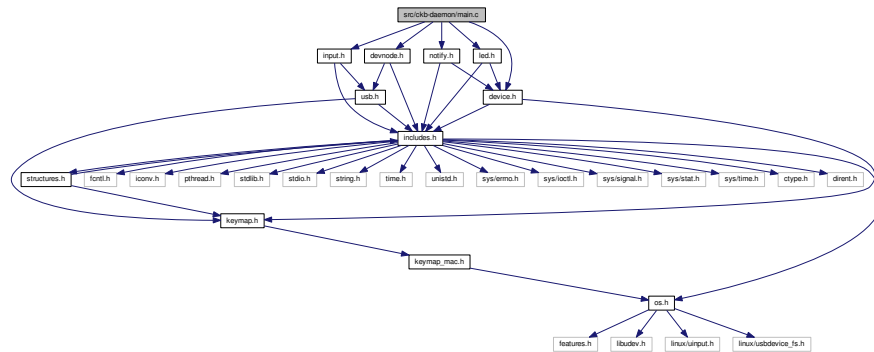 src/ckb-daemon/main.c
input.h devnode.h notify.h led.h
usb.h device.h
includes.h
structures.h fcntl.h iconv.h pthread.h stdlib.h stdio.h string.h time.h unistd.h sys/errno.h sys/ioctl.h sys/signal.h sys/stat.h sys/time.h ctype.h dirent.h
keymap.h
keymap_mac.h
os.h
features.h libudev.h linux/uinput.h linux/usbdevice_fs.h